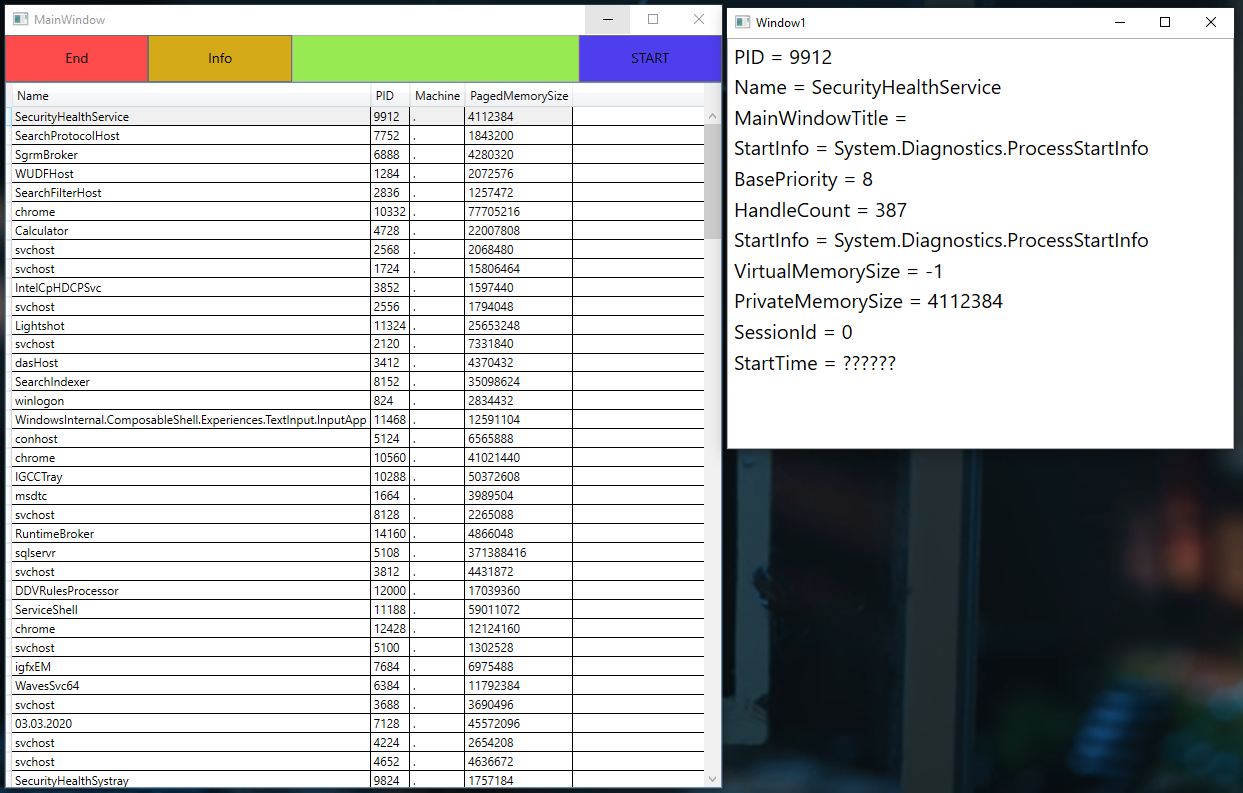 MainWindow
End Info START
Name PID Machine PagedMemorySize
SecurityHealthService 9912 . 4112384
SearchProtocolHost 7752 . 1843200
SgrmBroker 6888 . 4280320
WUDFHost 1284 . 2072576
SearchFilterHost 2836 . 1257472
chrome 10332 . 77705216
Calculator 4728 . 22007808
svchost 2568 . 2068480
svchost 1724 . 15806464
IntelCpHDCPSvc 3852 . 1597440
svchost 2556 . 1794048
Lightshot 11324 . 25653248
svchost 2120 . 7331840
dasHost 3412 . 4370432
SearchIndexer 8152 . 35098624
winlogon 824 . 2834432
WindowsInternal.ComposableShell.Experiences.TextInput.InputApp 11468 . 12591104
conhost 5124 . 6565888
chrome 10560 . 41021440
IGCCTray 10288 . 50372608
msdtc 1664 . 3989504
svchost 8128 . 2265088
RuntimeBroker 14160 . 4866048
sqlservr 5108 . 371388416
svchost 3812 . 4431872
DDVRulesProcessor 12000 . 17039360
ServiceShell 11188 . 59011072
chrome 12428 . 12124160
svchost 5100 . 1302528
igfxEM 7684 . 6975488
WavesSvc64 6384 . 11792384
svchost 3688 . 3690496
03.03.2020 7128 . 45572096
svchost 4224 . 2654208
svchost 4652 . 4636672
SecurityHealthSystray 9824 . 1757184
Window1
PID = 9912
Name = SecurityHealthService
MainWindowTitle =
StartInfo = System.Diagnostics.ProcessStartInfo
BasePriority = 8
HandleCount = 387
StartInfo = System.Diagnostics.ProcessStartInfo
VirtualMemorySize = -1
PrivateMemorySize = 4112384
SessionId = 0
StartTime = ??????